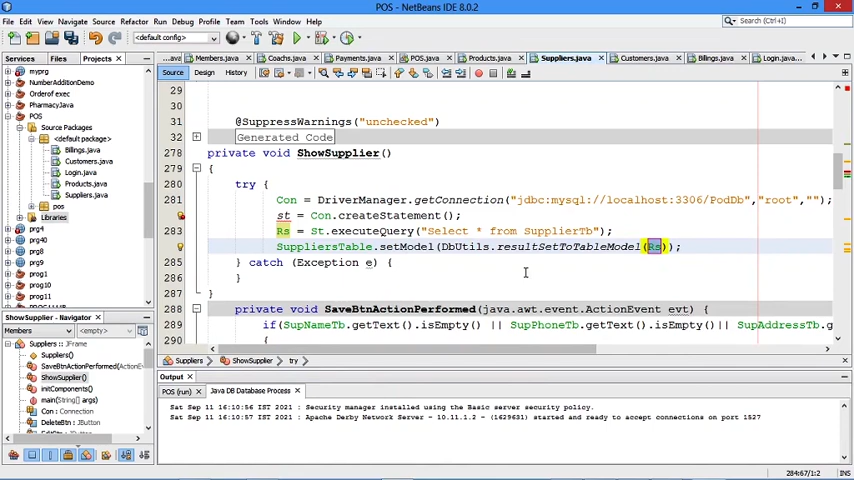 POS - NetBeans IDE 8.0.2
File Edit View Navigate Source Refactor Run Debug Profile Team Tools Window Help
Search (Ctrl+I)
<default config>
Services Files Projects ×
.java Members.java Coachs.java Payments.java POS.java Products.java Suppliers.java Customers.java Billings.java Login.java
Source Design History
myprg
NumberAdditionDemo
Orderof exec
PharmacyJava
POS
Source Packages
<default package>
Billings.java
Customers.java
Login.java
Products.java
Suppliers.java
pos
Libraries
prg4
prg40
prg8
prg9
prg1
prg10
prg11
29
30
31 @SuppressWarnings("unchecked")
32 Generated Code
278 private void ShowSupplier()
279 {
280 try {
281 Con = DriverManager.getConnection("jdbc:mysql://localhost:3306/PodDb","root","");
st = Con.createStatement();
283 Rs = St.executeQuery("Select * from SupplierTb");
SuppliersTable.setModel(DbUtils.resultSetToTableModel(Rs));
285 } catch (Exception e) {
286 }
287 }
288 private void SaveBtnActionPerformed(java.awt.event.ActionEvent evt) {
289 if(SupNameTb.getText().isEmpty() || SupPhoneTb.getText().isEmpty()|| SupAddressTb.g
290 {
ShowSupplier - Navigator ×
Members <empty>
Suppliers :: JFrame
Suppliers()
SaveBtnActionPerformed(ActionE
ShowSupplier()
initComponents()
main(String[] args)
Con : Connection
DeleteBtn : JButton
Suppliers ShowSupplier try
Output ×
POS (run) × Java DB Database Process ×
Sat Sep 11 16:10:56 IST 2021 : Security manager installed using the Basic server security policy.
Sat Sep 11 16:10:57 IST 2021 : Apache Derby Network Server - 10.11.1.2 - (1629631) started and ready to accept connections on port 1527
284:67/1:2
INS